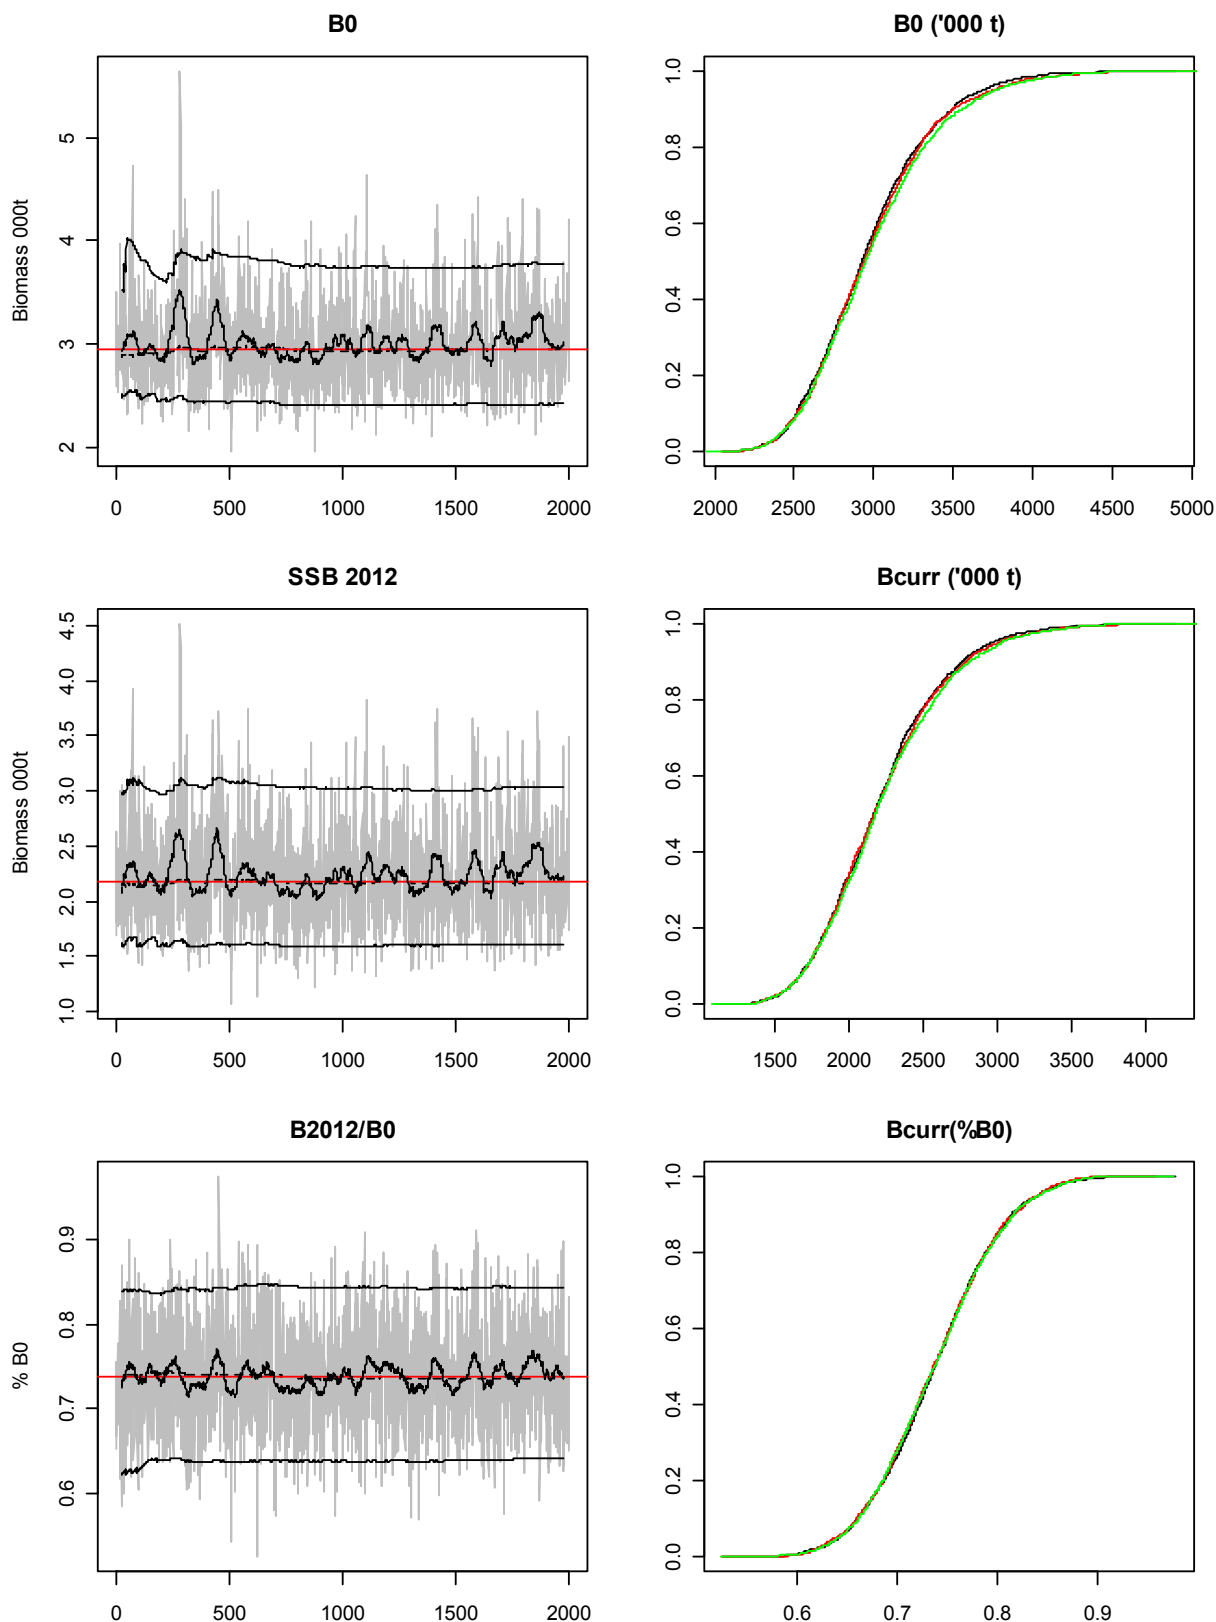 B0
Biomass 000t
2 3 4 5
0 500 1000 1500 2000
B0 ('000 t)
0.0 0.2 0.4 0.6 0.8 1.0
2000 2500 3000 3500 4000 4500 5000
SSB 2012
Biomass 000t
1.0 1.5 2.0 2.5 3.0 3.5 4.0 4.5
0 500 1000 1500 2000
Bcurr ('000 t)
0.0 0.2 0.4 0.6 0.8 1.0
1500 2000 2500 3000 3500 4000
B2012/B0
% B0
0.6 0.7 0.8 0.9
0 500 1000 1500 2000
Bcurr(%B0)
0.0 0.2 0.4 0.6 0.8 1.0
0.6 0.7 0.8 0.9